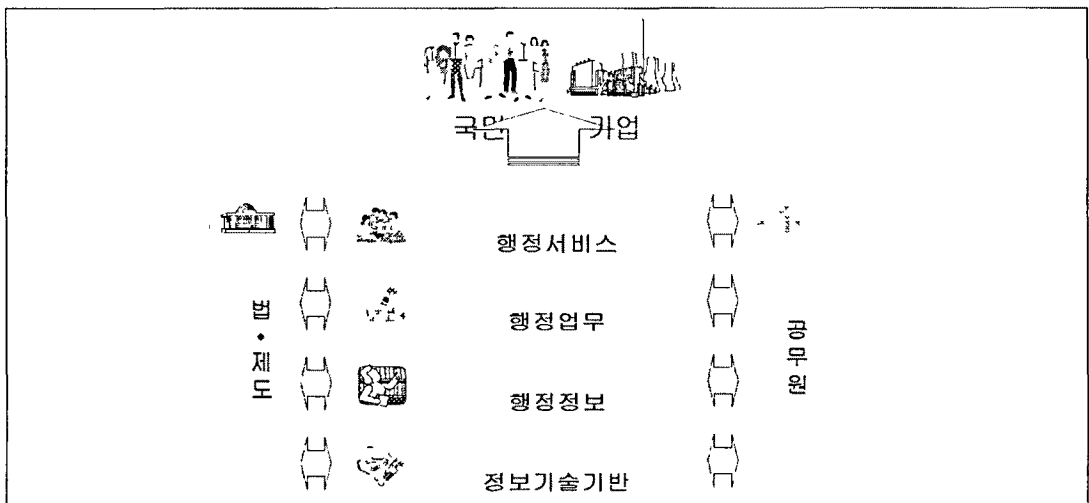 국민 기업
행정서비스
행정업무
행정정보
정보기술기반
법·제도
공무원